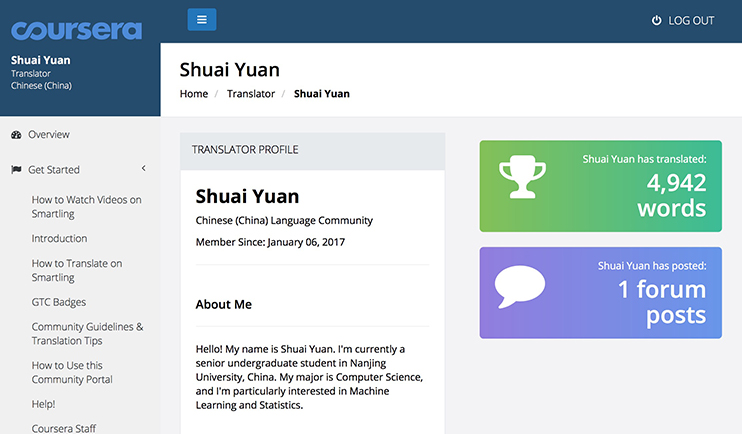 coursera
Shuai Yuan
Translator
Chinese (China)
LOG OUT
Shuai Yuan
Home / Translator / Shuai Yuan
Overview
Get Started
How to Watch Videos on
Smartling
Introduction
How to Translate on
Smartling
GTC Badges
Community Guidelines &
Translation Tips
How to Use this
Community Portal
Help!
Coursera Staff
TRANSLATOR PROFILE
Shuai Yuan
Chinese (China) Language Community
Member Since: January 06, 2017
About Me
Hello! My name is Shuai Yuan. I'm currently a
senior undergraduate student in Nanjing
University, China. My major is Computer Science,
and I'm particularly interested in Machine
Learning and Statistics.
Shuai Yuan has translated:
4,942
words
Shuai Yuan has posted:
1 forum
posts